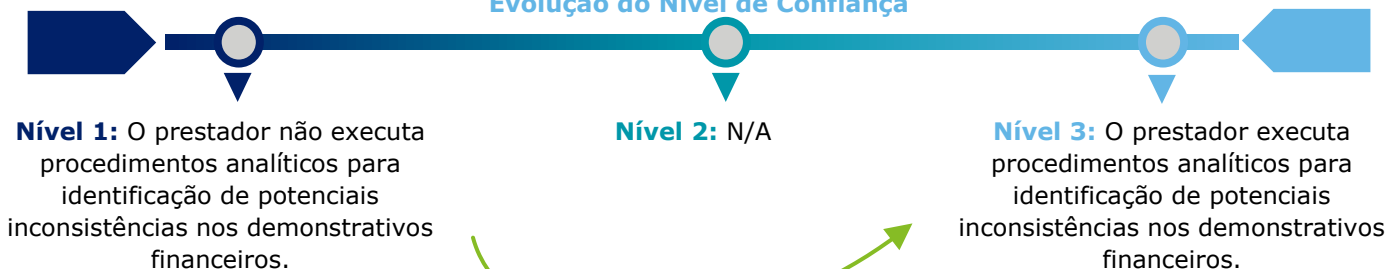 Evolução do Nível de Confiança
Nível 1: O prestador não executa
procedimentos analíticos para
identificação de potenciais
inconsistências nos demonstrativos
financeiros.
Nível 2: N/A
Nível 3: O prestador executa
procedimentos analíticos para
identificação de potenciais
inconsistências nos demonstrativos
financeiros.